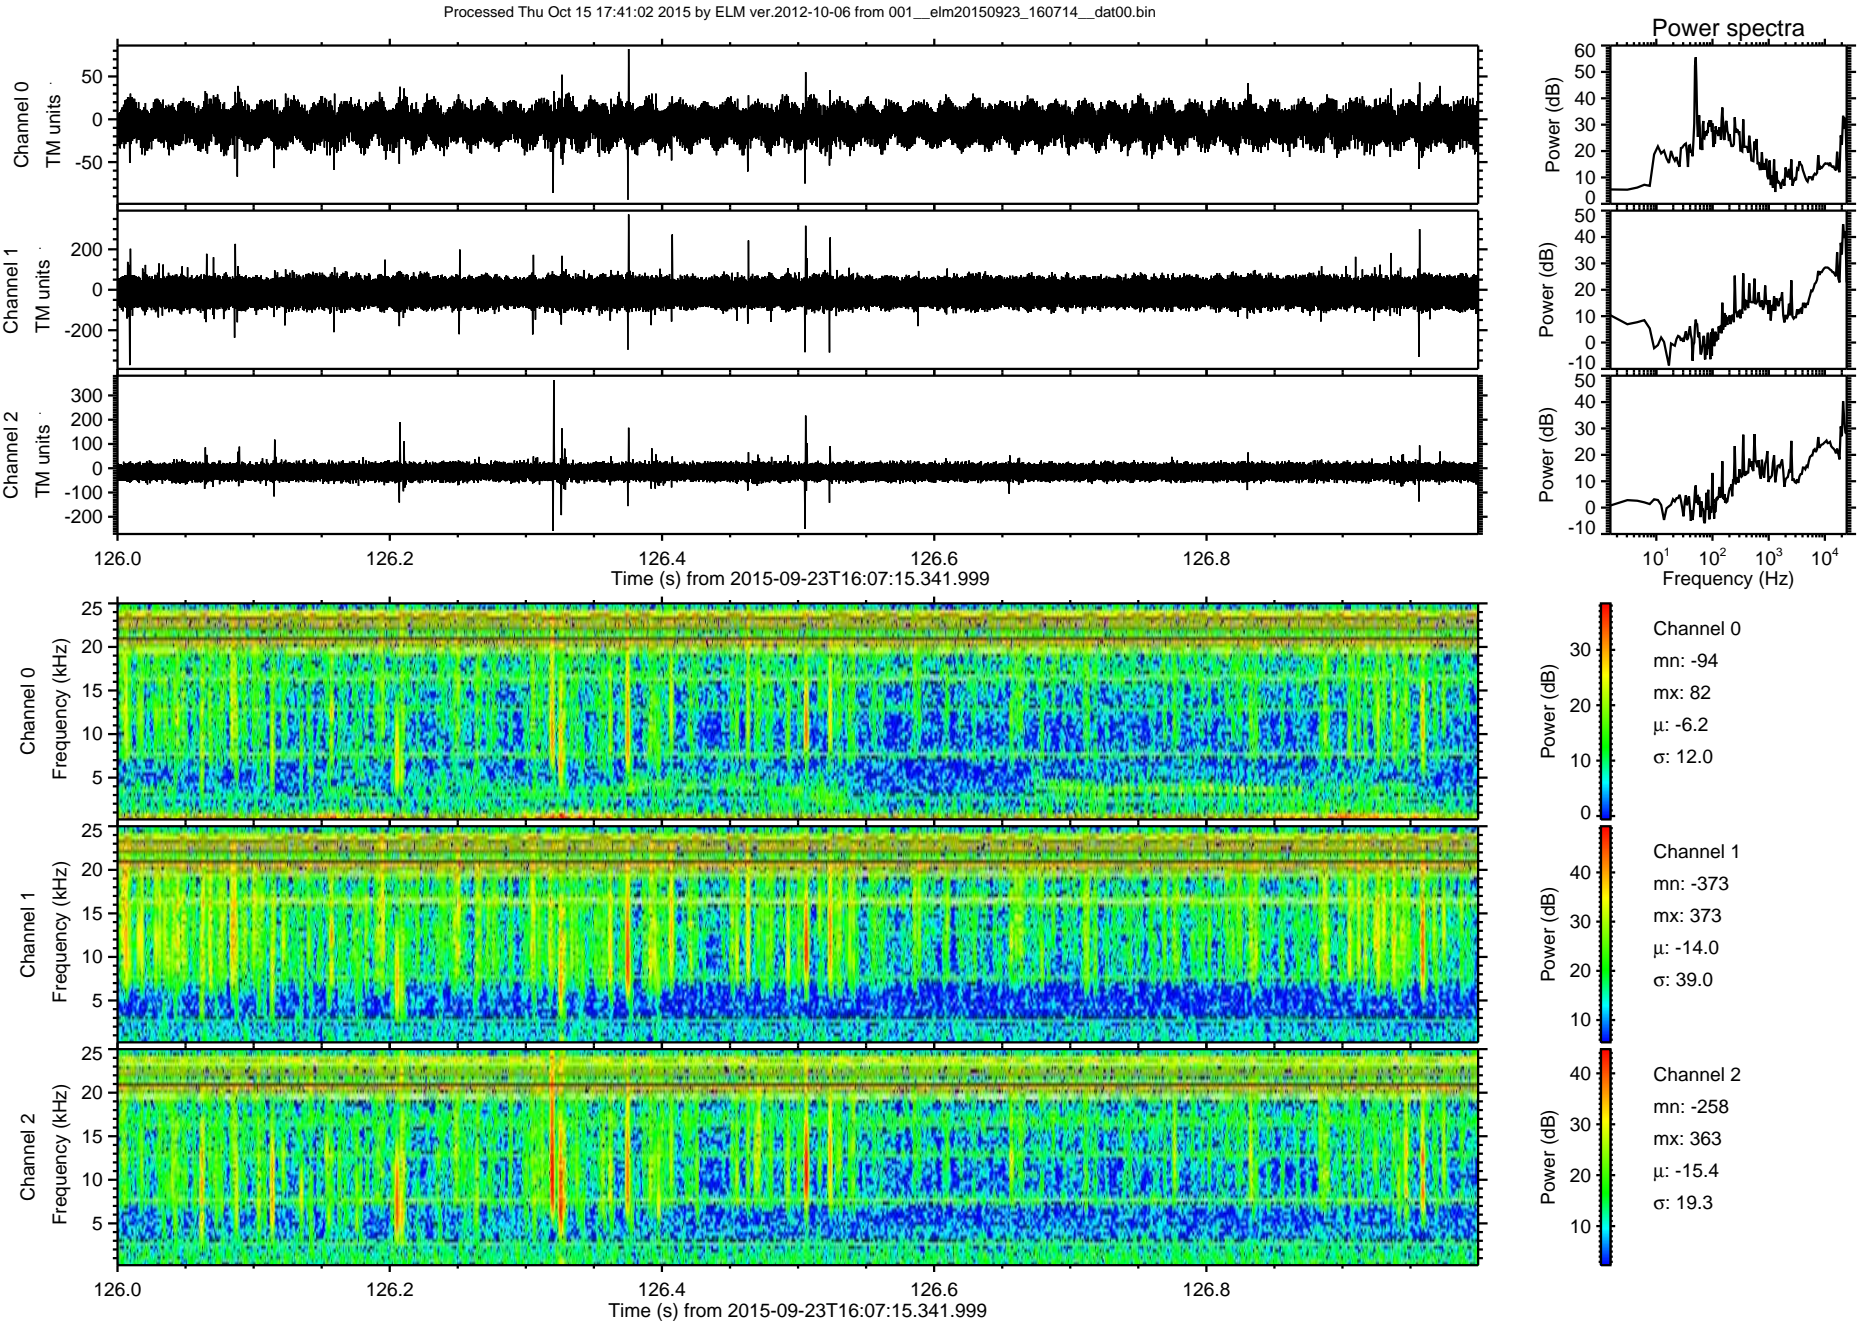 Processed Thu Oct 15 17:41:02 2015 by ELM ver.2012-10-06 from 001__elm20150923_160714__dat00.bin
Power spectra
Channel 0
TM units
50
0
-50
Power (dB)
60
50
40
30
20
10
0
Channel 1
TM units
200
0
-200
Power (dB)
50
40
30
20
10
0
-10
Channel 2
TM units
300
200
100
0
-100
-200
Power (dB)
50
40
30
20
10
0
-10
126.0
126.2
126.4
126.6
126.8
Time (s) from 2015-09-23T16:07:15.341.999
10^1
10^2
10^3
10^4
Frequency (Hz)
Channel 0
Frequency (kHz)
25
20
15
10
5
Power (dB)
30
20
10
0
Channel 0
mn: -94
mx: 82
μ: -6.2
σ: 12.0
Channel 1
Frequency (kHz)
25
20
15
10
5
Power (dB)
40
30
20
10
Channel 1
mn: -373
mx: 373
μ: -14.0
σ: 39.0
Channel 2
Frequency (kHz)
25
20
15
10
5
Power (dB)
40
30
20
10
Channel 2
mn: -258
mx: 363
μ: -15.4
σ: 19.3
126.0
126.2
126.4
126.6
126.8
Time (s) from 2015-09-23T16:07:15.341.999